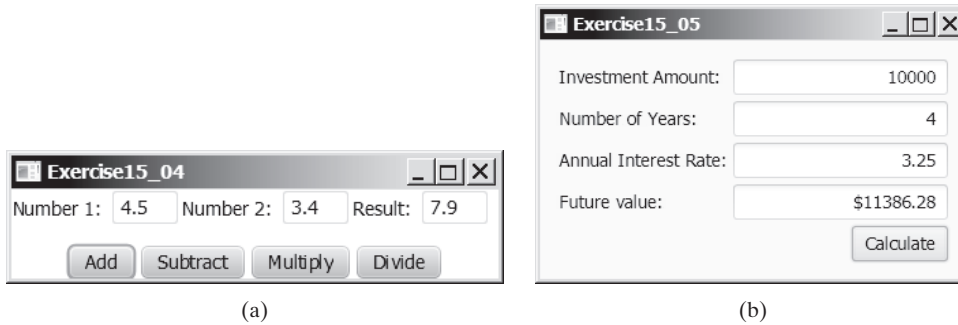 Exercise15_04
Number 1: 4.5 Number 2: 3.4 Result: 7.9
Add Subtract Multiply Divide
(a)
Exercise15_05
Investment Amount: 10000
Number of Years: 4
Annual Interest Rate: 3.25
Future value: $11386.28
Calculate
(b)